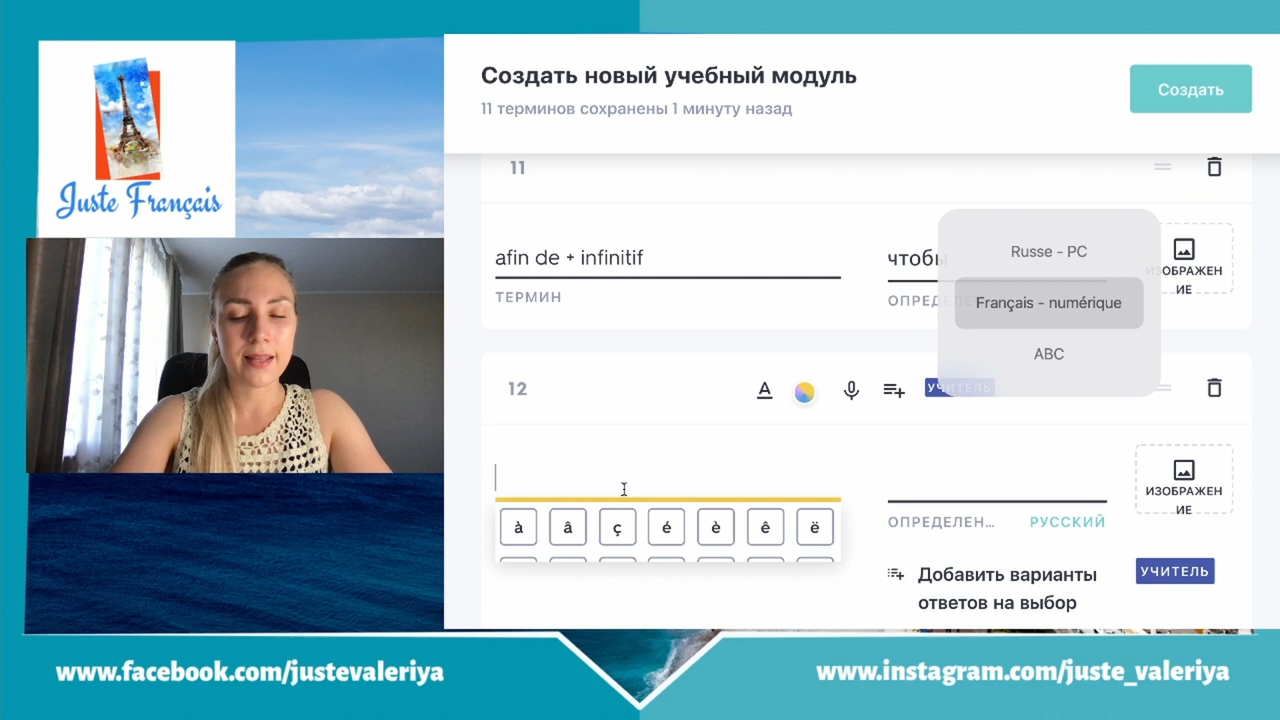 Juste Français
Создать новый учебный модуль
11 терминов сохранены 1 минуту назад
Создать
11
afin de + infinitif
ТЕРМИН
чтобы
ОПРЕДЕЛЕ
ИЗОБРАЖЕН
ИЕ
Russe - PC
Français - numérique
ABC
12
A
УЧИТЕЛЬ
à â ç é è ê ë
ОПРЕДЕЛЕН...
РУССКИЙ
ИЗОБРАЖЕН
ИЕ
Добавить варианты
ответов на выбор
УЧИТЕЛЬ
www.facebook.com/justevaleriya
www.instagram.com/juste_valeriya